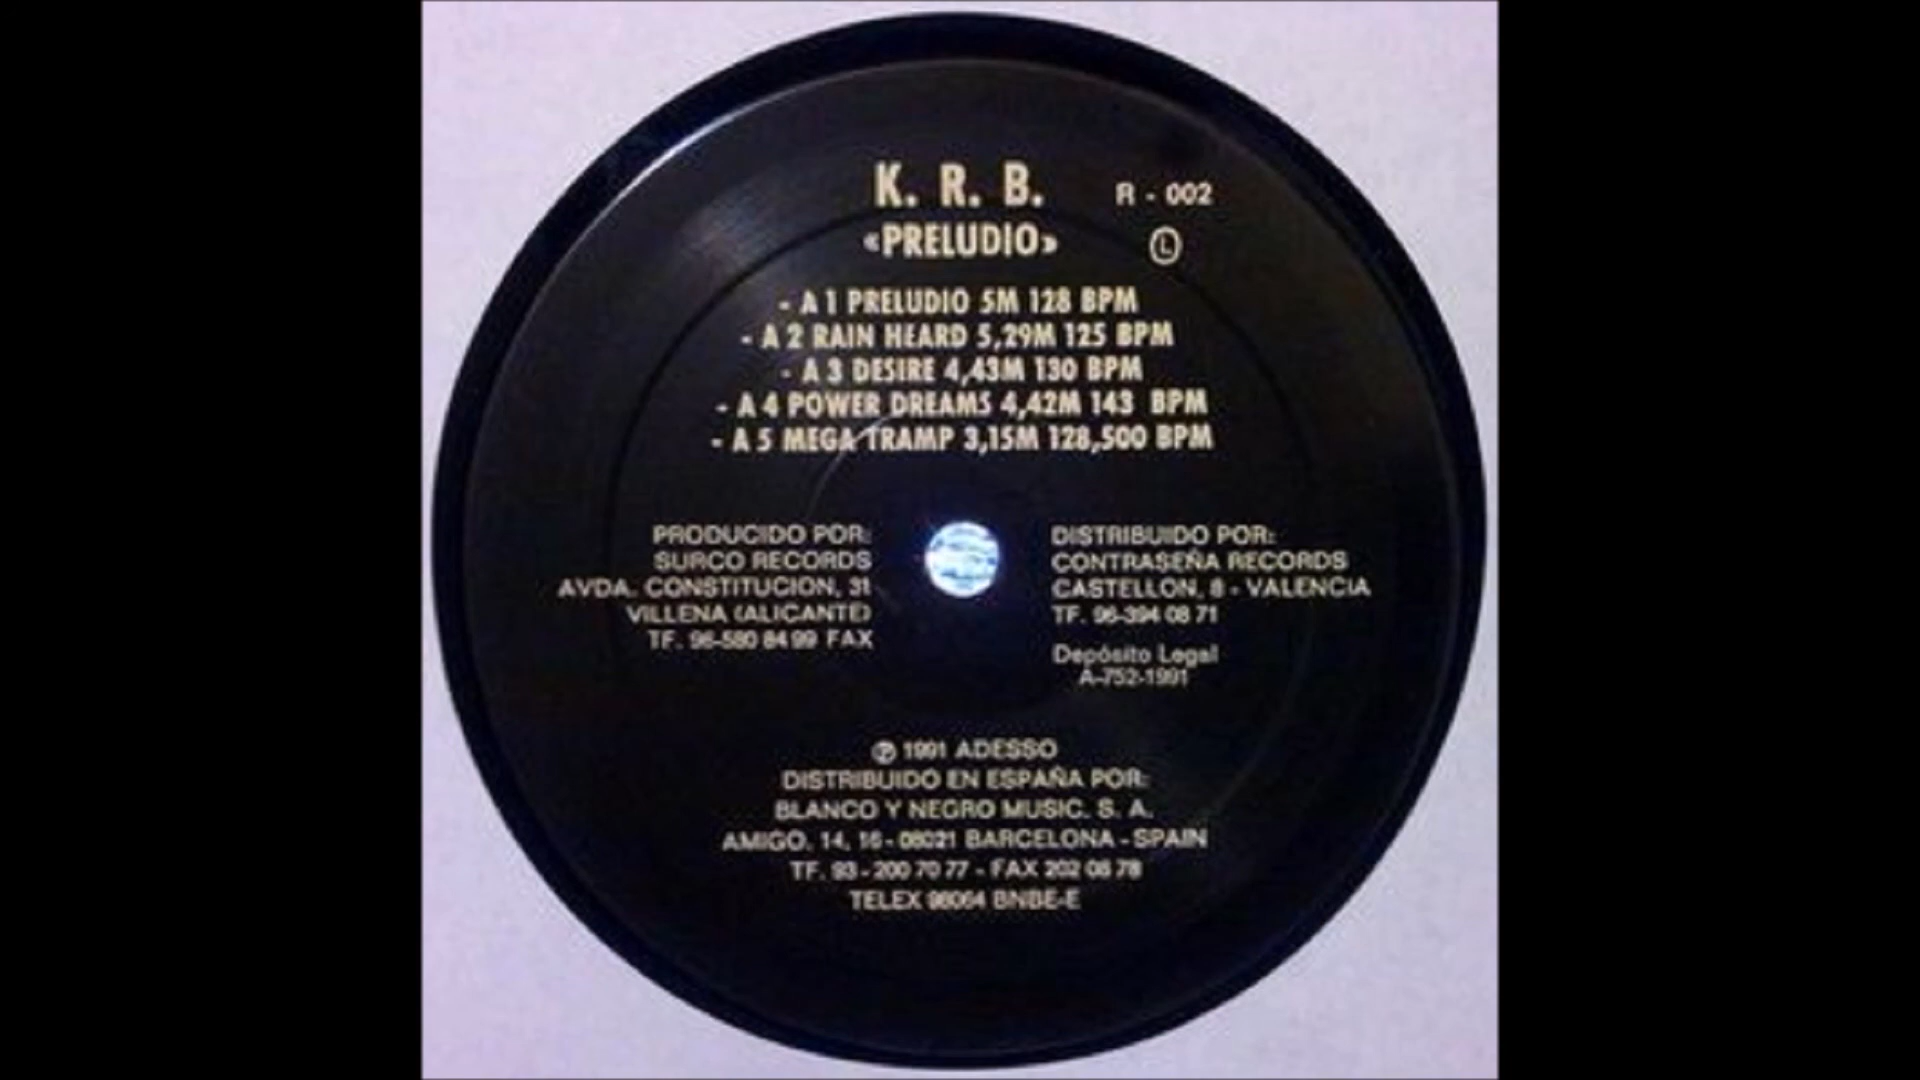 K. R. B. R - 002
«PRELUDIO» L
- A 1 PRELUDIO 5M 128 BPM
- A 2 RAIN HEARD 5,29M 125 BPM
- A 3 DESIRE 4,43M 130 BPM
- A 4 POWER DREAMS 4,42M 143 BPM
- A 5 MEGA TRAMP 3,15M 128,500 BPM
PRODUCIDO POR:
SURCO RECORDS
AVDA. CONSTITUCION, 31
VILLENA (ALICANTE)
TF. 96-580 84 99 FAX
DISTRIBUIDO POR:
CONTRASEÑA RECORDS
CASTELLON, 8 - VALENCIA
TF. 96-394 08 71
Depósito Legal
A-752-1991
℗ 1991 ADESSO
DISTRIBUIDO EN ESPAÑA POR:
BLANCO Y NEGRO MUSIC. S. A.
AMIGO, 14, 16 - 08021 BARCELONA - SPAIN
TF. 93 - 200 70 77 - FAX 202 08 78
TELEX 98064 BNBE-E